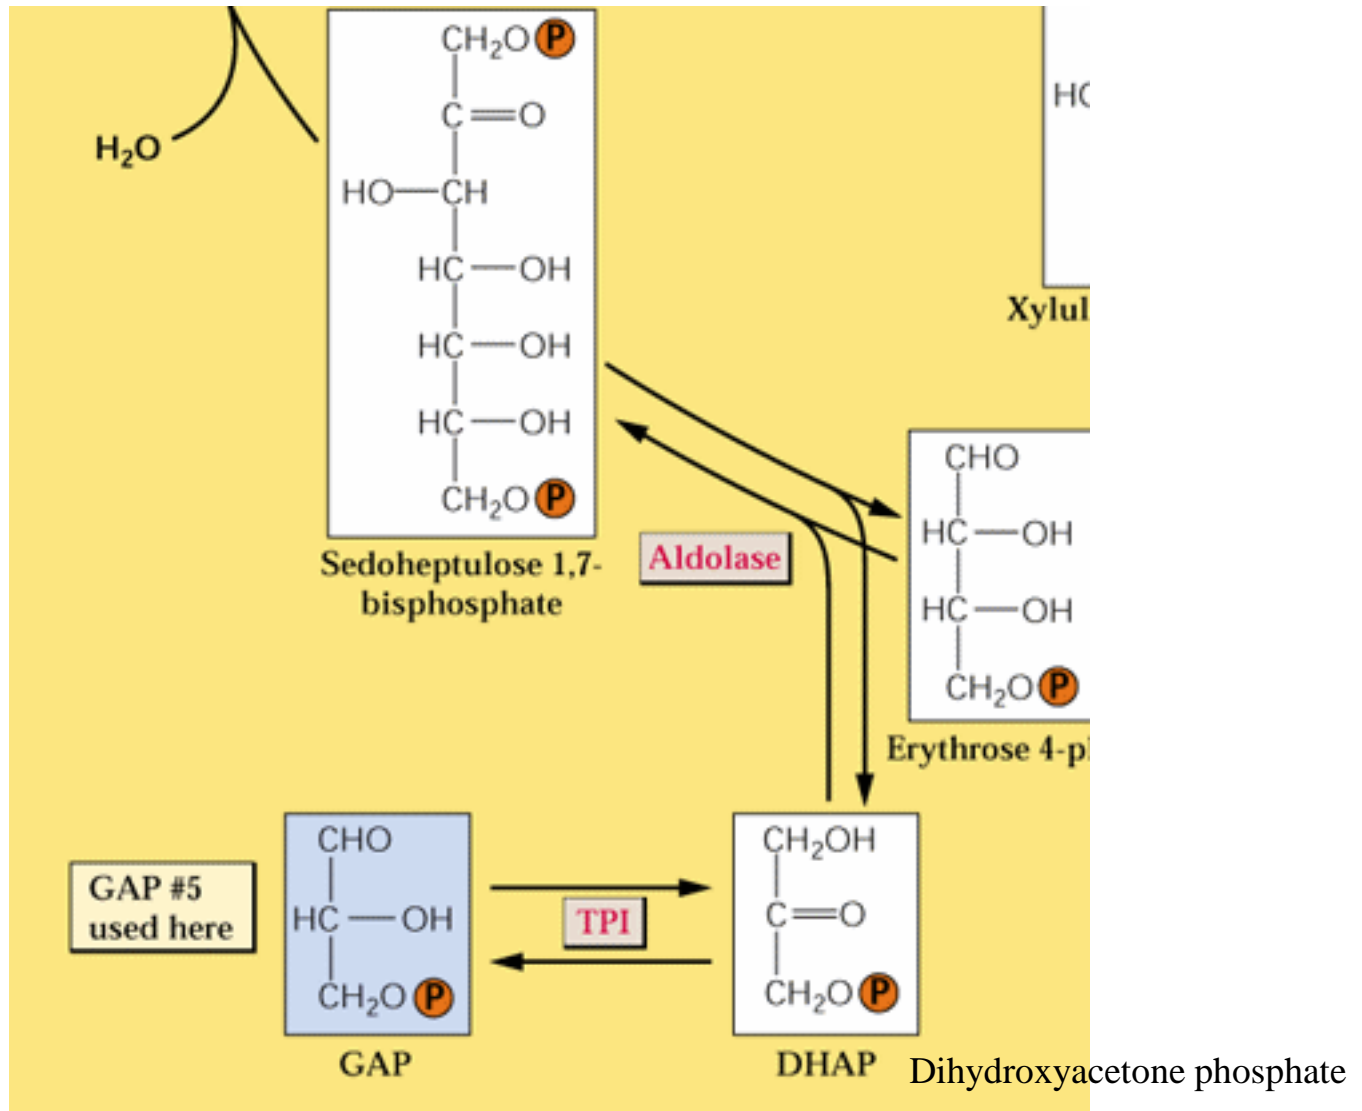 CH₂O P
C=O
HO—CH
HC—OH
HC—OH
HC—OH
CH₂O P
Sedoheptulose 1,7-
bisphosphate
H₂O
HO
Xylul
Aldolase
CHO
HC—OH
HC—OH
CH₂O P
Erythrose 4-p
GAP #5
used here
CHO
HC—OH
CH₂O P
GAP
TPI
CH₂OH
C=O
CH₂O P
DHAP
Dihydroxyacetone phosphate